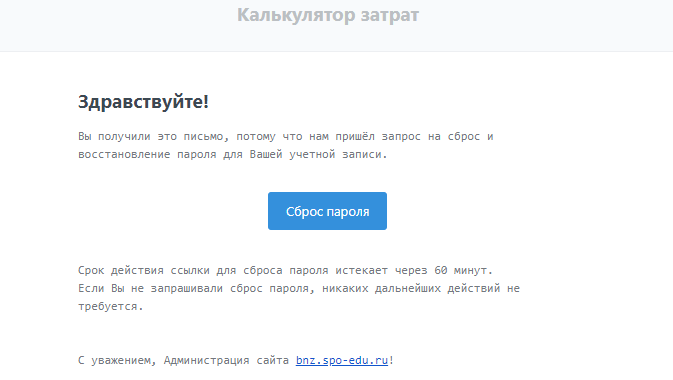 Калькулятор затрат
Здравствуйте!
Вы получили это письмо, потому что нам пришёл запрос на сброс и
восстановление пароля для Вашей учетной записи.
Сброс пароля
Срок действия ссылки для сброса пароля истекает через 60 минут.
Если Вы не запрашивали сброс пароля, никаких дальнейших действий не
требуется.
С уважением, Администрация сайта bnz.spo-edu.ru!